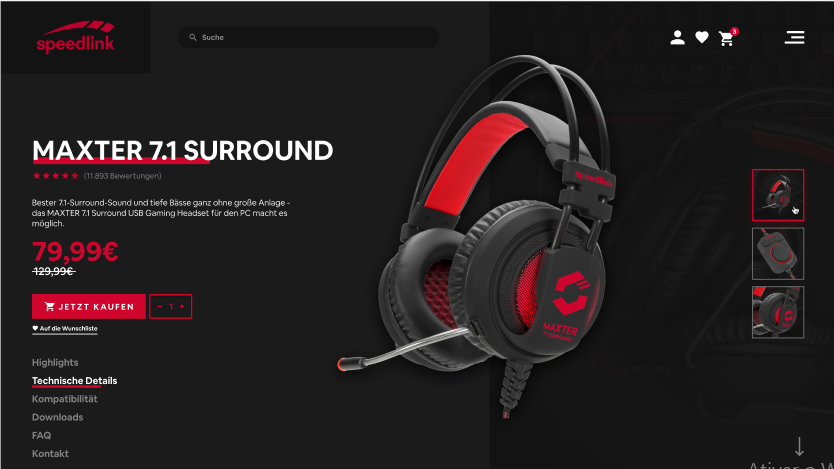 speedlink
Suche
3
MAXTER 7.1 SURROUND
(11.893 Bewertungen)
Bester 7.1-Surround-Sound und tiefe Bässe ganz ohne große Anlage -
das MAXTER 7.1 Surround USB Gaming Headset für den PC macht es
möglich.
79,99€
129,99€
JETZT KAUFEN
- 1 +
Auf die Wunschliste
Highlights
Technische Details
Kompatibilität
Downloads
FAQ
Kontakt
speedlink
MAXTER
7.1 SURROUND